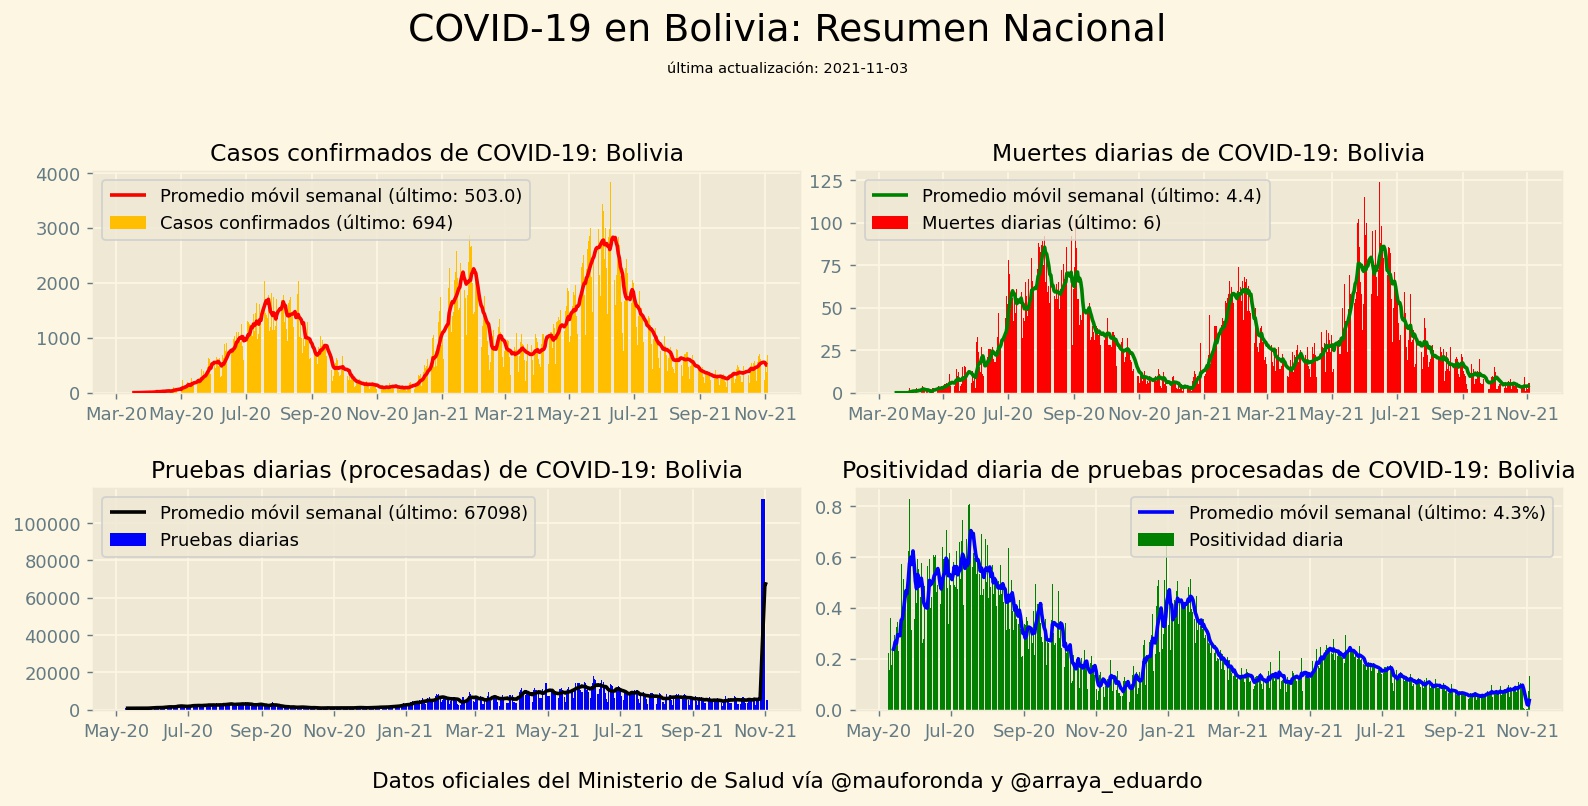 COVID-19 en Bolivia: Resumen Nacional
última actualización: 2021-11-03
Casos confirmados de COVID-19: Bolivia
Promedio móvil semanal (último: 503.0)
Casos confirmados (último: 694)
4000
3000
2000
1000
0
Mar-20 May-20 Jul-20 Sep-20 Nov-20 Jan-21 Mar-21 May-21 Jul-21 Sep-21 Nov-21
Muertes diarias de COVID-19: Bolivia
Promedio móvil semanal (último: 4.4)
Muertes diarias (último: 6)
125
100
75
50
25
0
Mar-20 May-20 Jul-20 Sep-20 Nov-20 Jan-21 Mar-21 May-21 Jul-21 Sep-21 Nov-21
Pruebas diarias (procesadas) de COVID-19: Bolivia
Promedio móvil semanal (último: 67098)
Pruebas diarias
100000
80000
60000
40000
20000
0
May-20 Jul-20 Sep-20 Nov-20 Jan-21 Mar-21 May-21 Jul-21 Sep-21 Nov-21
Positividad diaria de pruebas procesadas de COVID-19: Bolivia
Promedio móvil semanal (último: 4.3%)
Positividad diaria
0.8
0.6
0.4
0.2
0.0
May-20 Jul-20 Sep-20 Nov-20 Jan-21 Mar-21 May-21 Jul-21 Sep-21 Nov-21
Datos oficiales del Ministerio de Salud vía @mauforonda y @arraya_eduardo